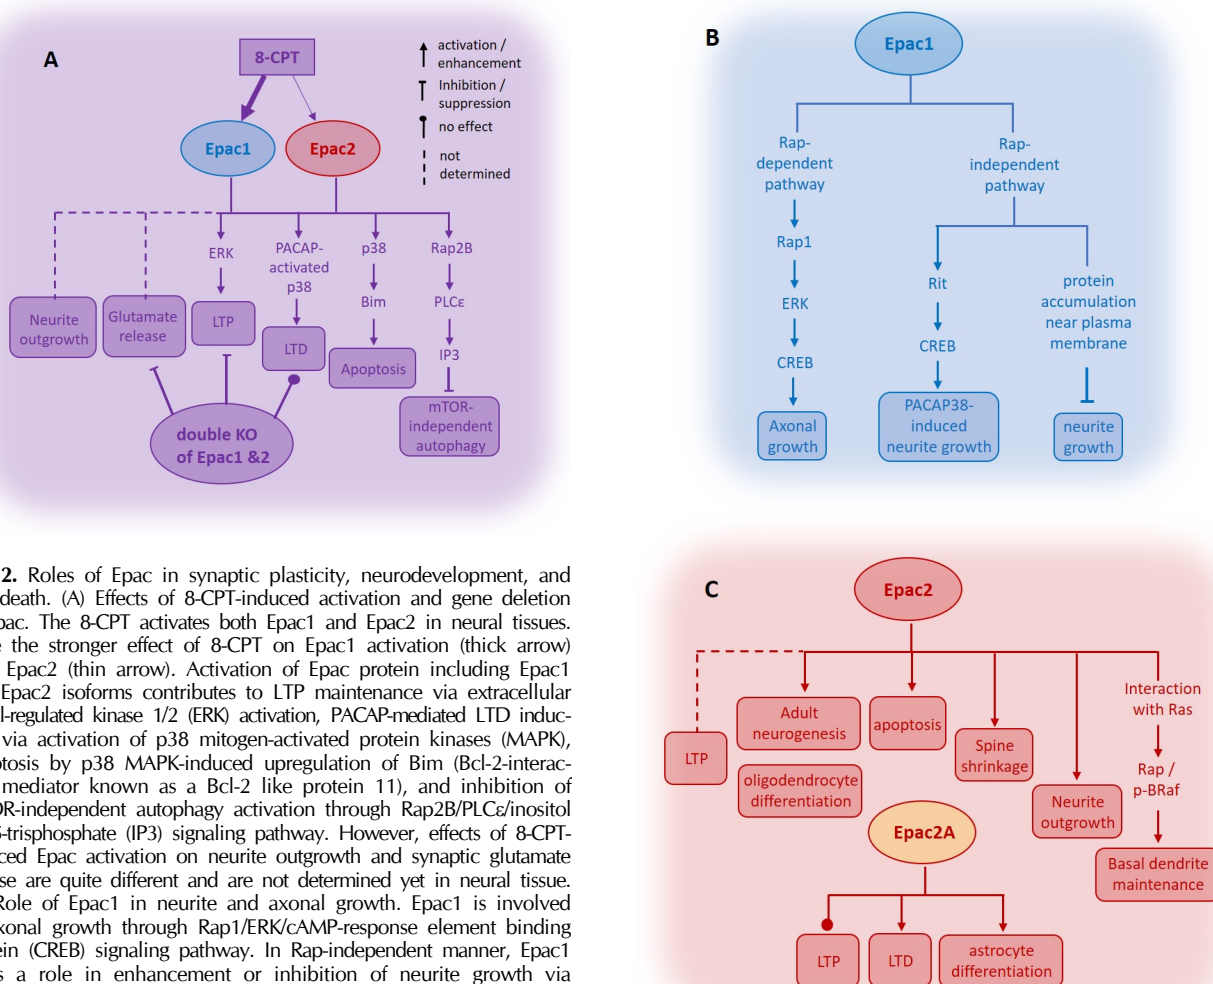 A
8-CPT
activation /
enhancement
Inhibition /
suppression
no effect
not
determined
Epac1
Epac2
ERK
PACAP-
activated
p38
p38
Rap2B
Bim
PLCε
IP3
Neurite
outgrowth
Glutamate
release
LTP
LTD
Apoptosis
mTOR-
independent
autophagy
double KO
of Epac1 &2
B
Epac1
Rap-
dependent
pathway
Rap-
independent
pathway
Rap1
ERK
CREB
Axonal
growth
Rit
CREB
PACAP38-
induced
neurite growth
protein
accumulation
near plasma
membrane
neurite
growth
2. Roles of Epac in synaptic plasticity, neurodevelopment, and
death. (A) Effects of 8-CPT-induced activation and gene deletion
pac. The 8-CPT activates both Epac1 and Epac2 in neural tissues.
the stronger effect of 8-CPT on Epac1 activation (thick arrow)
Epac2 (thin arrow). Activation of Epac protein including Epac1
Epac2 isoforms contributes to LTP maintenance via extracellular
l-regulated kinase 1/2 (ERK) activation, PACAP-mediated LTD induc-
via activation of p38 mitogen-activated protein kinases (MAPK),
ptosis by p38 MAPK-induced upregulation of Bim (Bcl-2-interac-
mediator known as a Bcl-2 like protein 11), and inhibition of
OR-independent autophagy activation through Rap2B/PLCε/inositol
5-trisphosphate (IP3) signaling pathway. However, effects of 8-CPT-
ced Epac activation on neurite outgrowth and synaptic glutamate
se are quite different and are not determined yet in neural tissue.
Role of Epac1 in neurite and axonal growth. Epac1 is involved
xonal growth through Rap1/ERK/cAMP-response element binding
ein (CREB) signaling pathway. In Rap-independent manner, Epac1
s a role in enhancement or inhibition of neurite growth via
C
Epac2
LTP
Adult
neurogenesis
oligodendrocyte
differentiation
apoptosis
Spine
shrinkage
Neurite
outgrowth
Interaction
with Ras
Rap /
p-BRaf
Basal dendrite
maintenance
Epac2A
LTP
LTD
astrocyte
differentiation